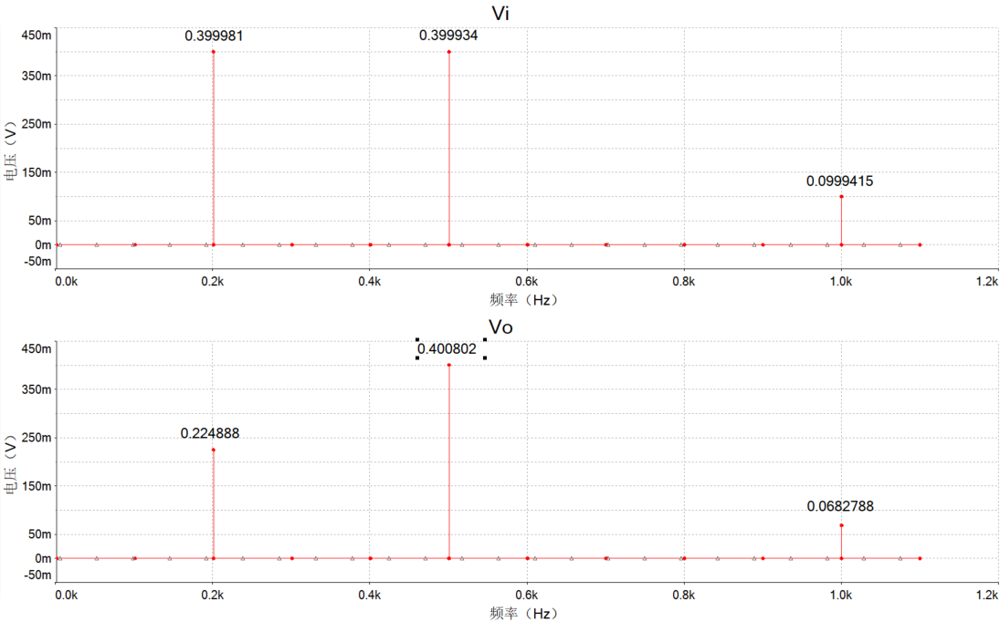 Vi
0.399981
0.399934
450m
350m
250m
0.0999415
150m
50m
0m
-50m
电压（V）
0.0k
0.2k
0.4k
0.6k
0.8k
1.0k
1.2k
频率（Hz）
Vo
0.400802
450m
350m
0.224888
250m
150m
0.0682788
50m
0m
-50m
电压（V）
0.0k
0.2k
0.4k
0.6k
0.8k
1.0k
1.2k
频率（Hz）